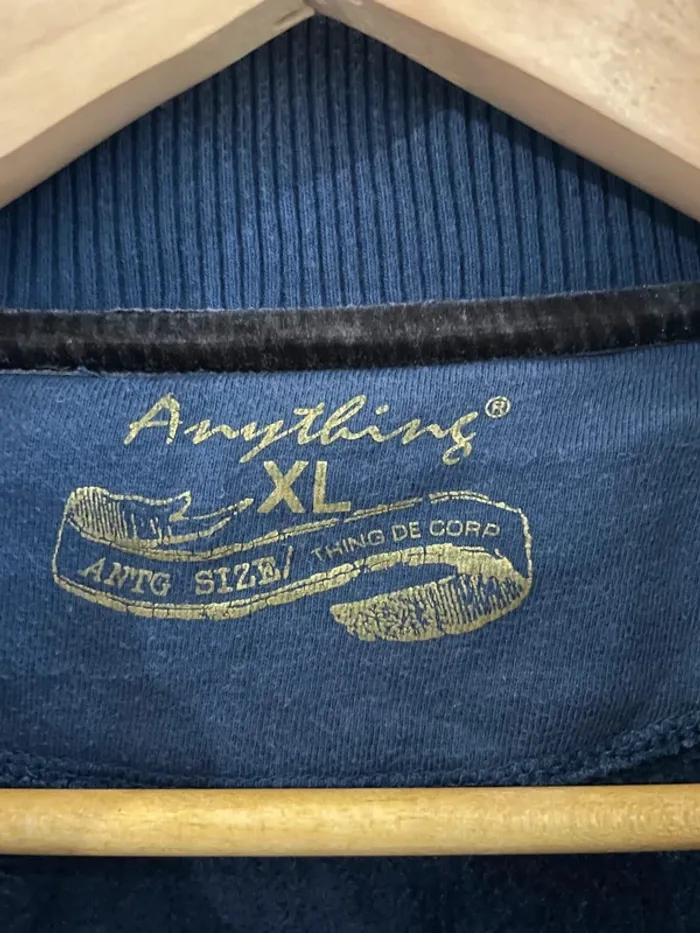 Anything®
XL
ANTG SIZE/ THING DE CORP